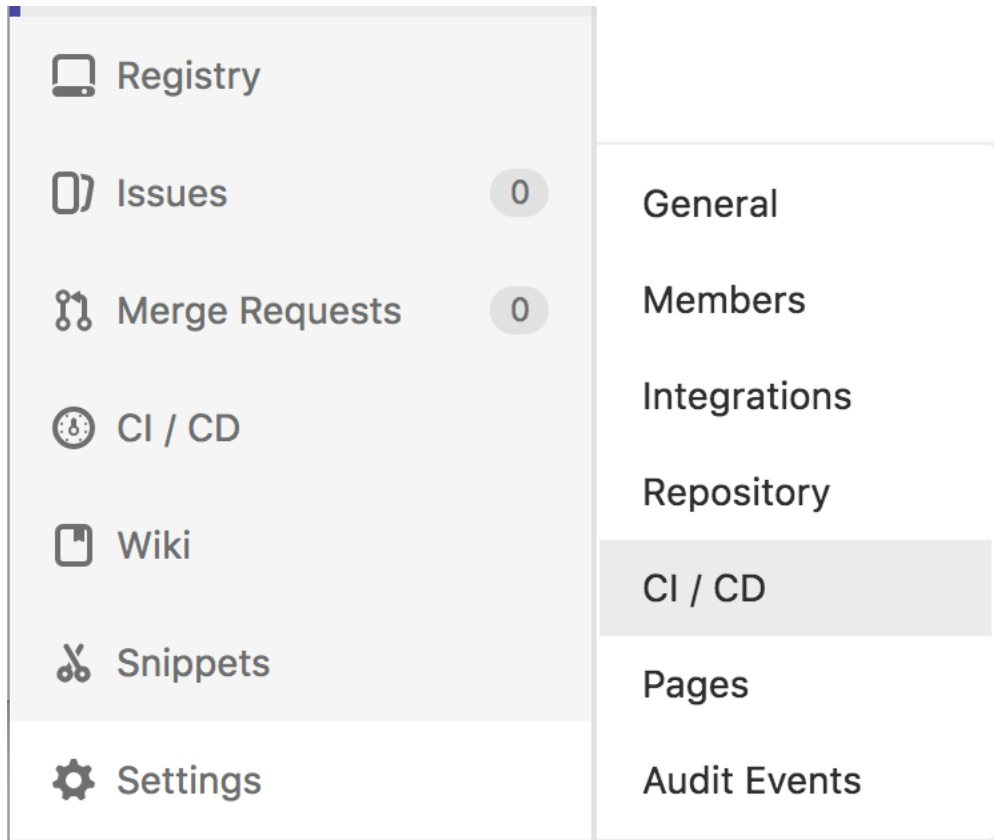 Registry
Issues 0
Merge Requests 0
CI / CD
Wiki
Snippets
Settings
General
Members
Integrations
Repository
CI / CD
Pages
Audit Events